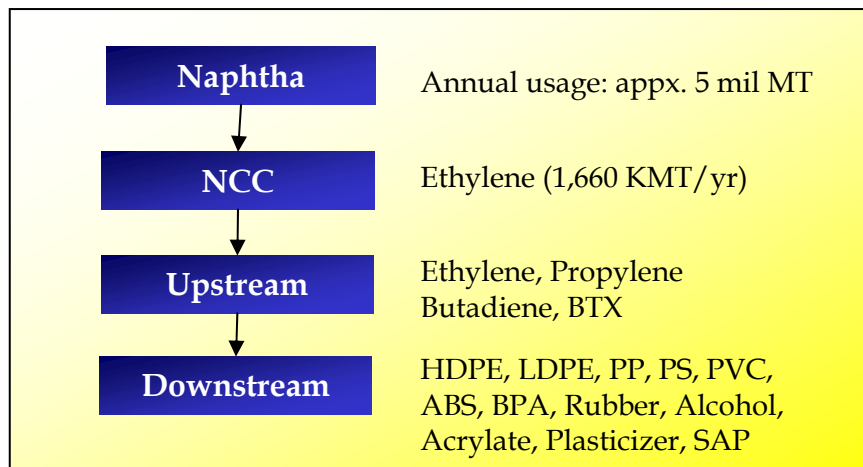 Naphtha
Annual usage: appx. 5 mil MT
NCC
Ethylene (1,660 KMT/yr)
Upstream
Ethylene, Propylene
Butadiene, BTX
Downstream
HDPE, LDPE, PP, PS, PVC,
ABS, BPA, Rubber, Alcohol,
Acrylate, Plasticizer, SAP